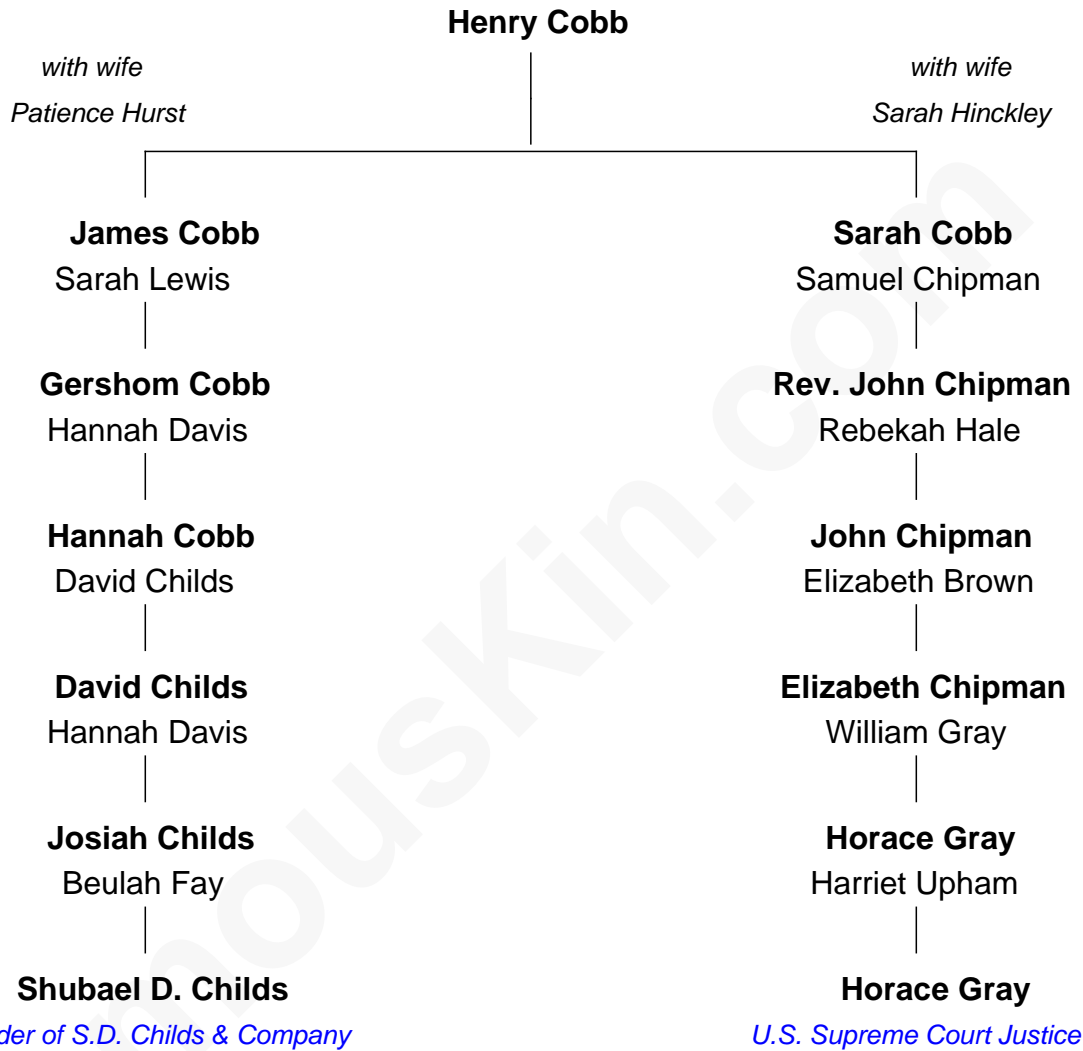 Henry Cobb
with wife
Patience Hurst
with wife
Sarah Hinckley
James Cobb
Sarah Lewis
Sarah Cobb
Samuel Chipman
Gershom Cobb
Hannah Davis
Rev. John Chipman
Rebekah Hale
Hannah Cobb
David Childs
John Chipman
Elizabeth Brown
David Childs
Hannah Davis
Elizabeth Chipman
William Gray
Josiah Childs
Beulah Fay
Horace Gray
Harriet Upham
Shubael D. Childs
der of S.D. Childs & Company
Horace Gray
U.S. Supreme Court Justice
mouskin.com